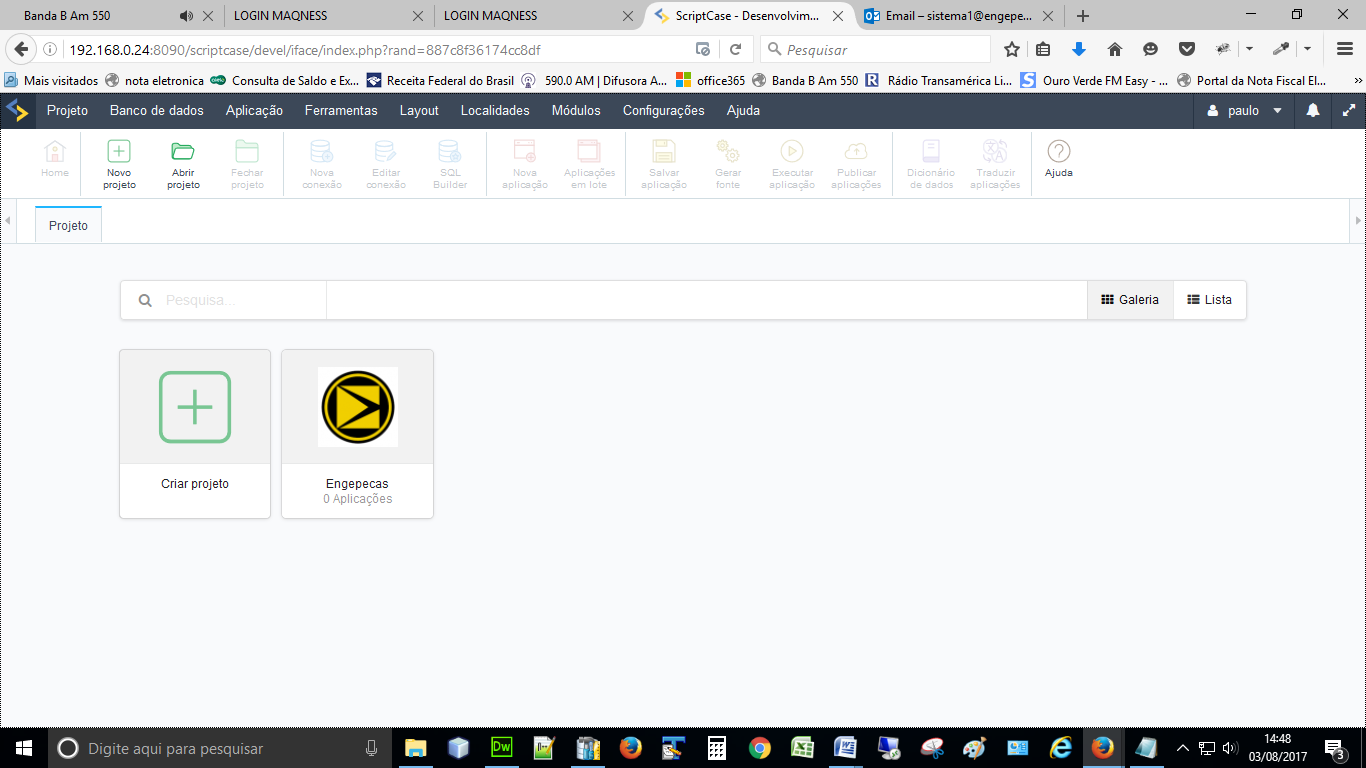 Banda B Am 550
LOGIN MAQNESS
LOGIN MAQNESS
ScriptCase - Desenvolvim...
Email – sistema1@engepe...
192.168.0.24:8090/scriptcase/devel/iface/index.php?rand=887c8f36174cc8df
Pesquisar
Mais visitados
nota eletronica
Consulta de Saldo e Ex...
Receita Federal do Brasil
590.0 AM | Difusora A...
office365
Banda B Am 550
Rádio Transamérica Li...
Ouro Verde FM Easy - ...
Portal da Nota Fiscal El...
Projeto
Banco de dados
Aplicação
Ferramentas
Layout
Localidades
Módulos
Configurações
Ajuda
paulo
Home
Novo
projeto
Abrir
projeto
Fechar
projeto
Nova
conexão
Editar
conexão
SQL
Builder
Nova
aplicação
Aplicações
em lote
Salvar
aplicação
Gerar
fonte
Executar
aplicação
Publicar
aplicações
Dicionário
de dados
Traduzir
aplicações
Ajuda
Projeto
Pesquisa...
Galeria
Lista
Criar projeto
Engepecas
0 Aplicações
Digite aqui para pesquisar
Dw
14:48
03/08/2017
3